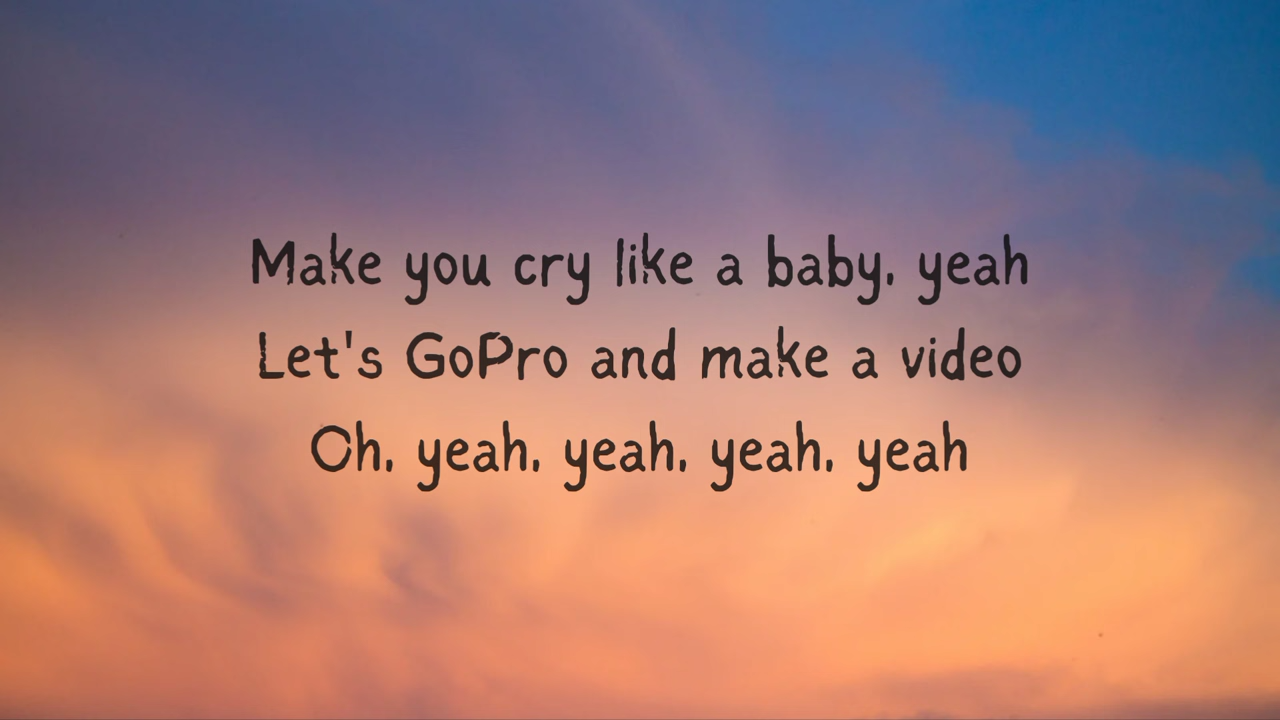 Make you cry like a baby, yeah
Let's GoPro and make a video
Oh, yeah, yeah, yeah, yeah